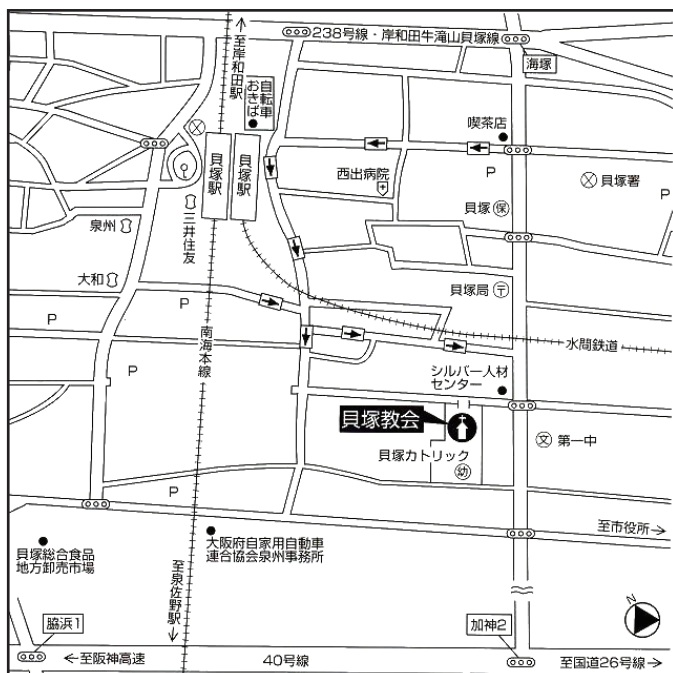 238号線・岸和田牛滝山貝塚線
至岸和田駅
自転車
おきば
海塚
喫茶店
貝塚駅
貝塚駅
西出病院
P
貝塚署
P
貝塚 保
三井住友
泉州
大和
貝塚局
P
P
南海本線
水間鉄道
P
シルバー人材
センター
貝塚教会
文 第一中
貝塚カトリック
幼
P
至市役所
貝塚総合食品
地方卸売市場
大阪府自家用自動車
連合協会泉州事務所
至泉佐野駅
N
脇浜1
加神2
至阪神高速
40号線
至国道26号線